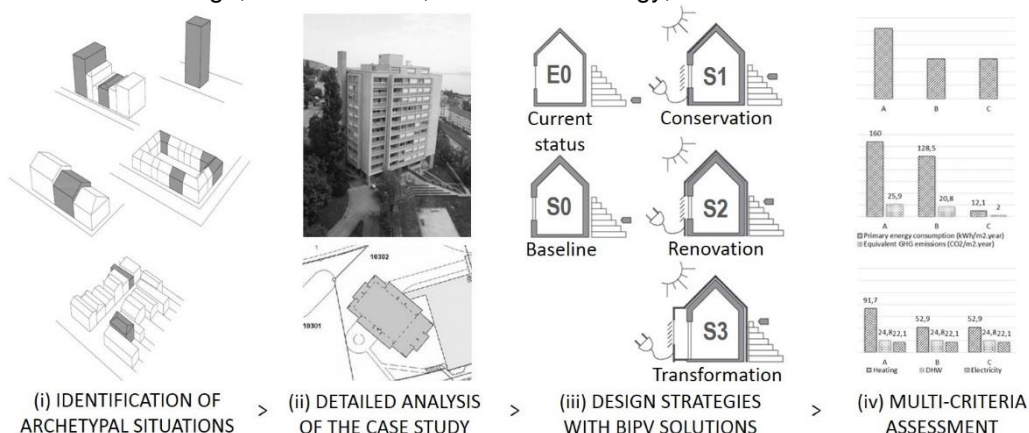 E0
Current
status
S1
Conservation
S0
Baseline
S2
Renovation
S3
Transformation
10302
10301
A B C
160
128,5
25,9
20,8
12,1
2
A B C
Primary energy consumption (kWh/m2.year)
Equivalent GHG emissions (CO2/m2.year)
91,7
52,9 52,9
24,8 22,1 24,8 22,1 24,8 22,1
A B C
Heating DHW Electricity
(i) IDENTIFICATION OF
ARCHETYPAL SITUATIONS
>
(ii) DETAILED ANALYSIS
OF THE CASE STUDY
>
(iii) DESIGN STRATEGIES
WITH BIPV SOLUTIONS
>
(iv) MULTI-CRITERIA
ASSESSMENT